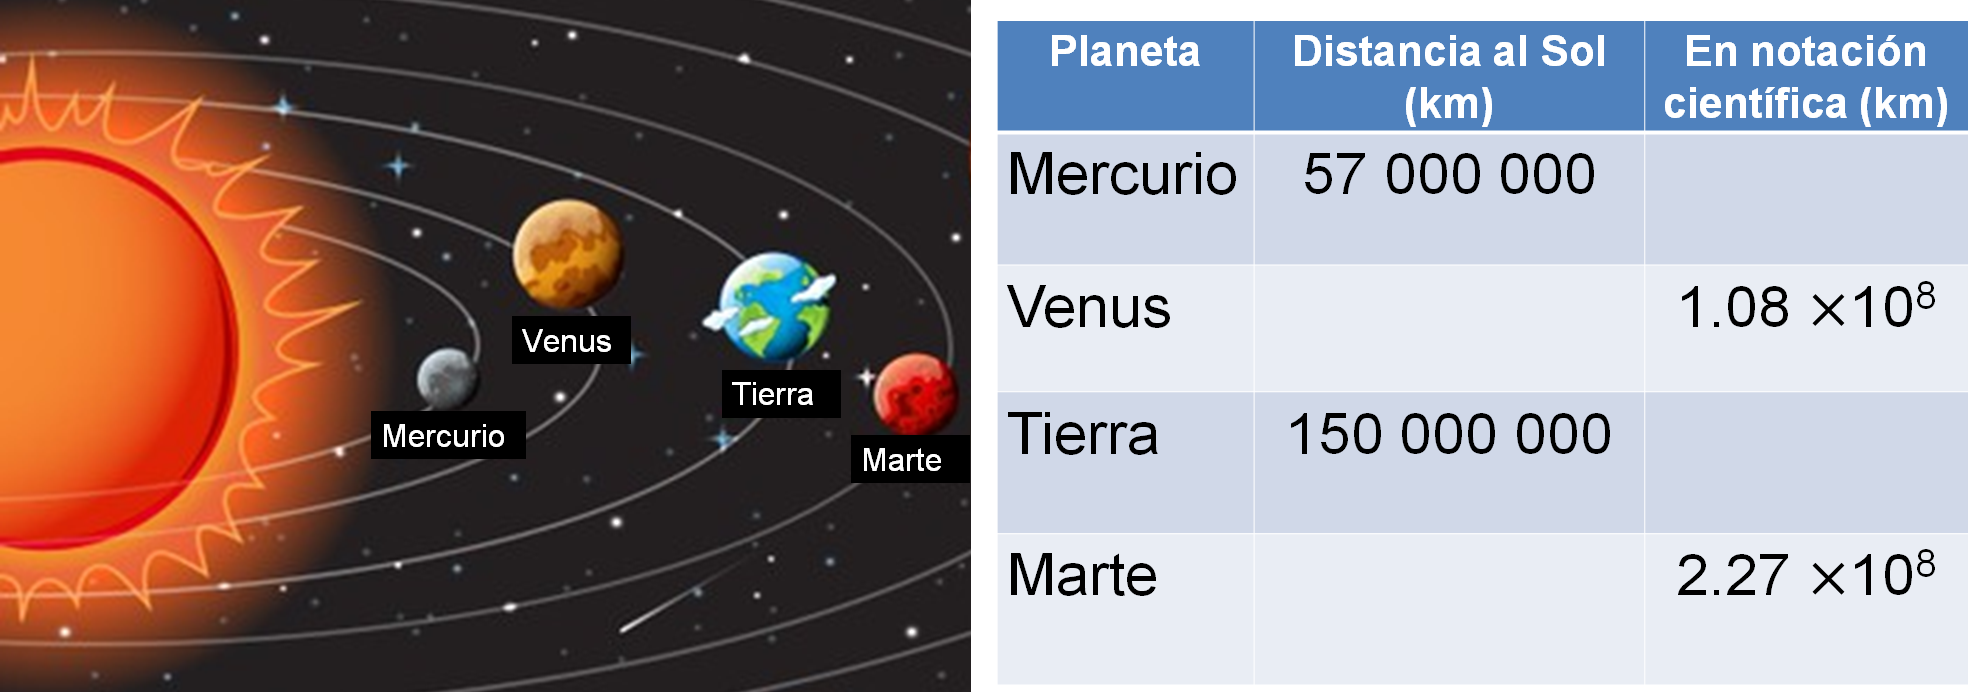 Venus
Tierra
Mercurio
Marte
Planeta
Distancia al Sol
(km)
En notación
científica (km)
Mercurio
57 000 000
Venus
1.08 ×10⁸
Tierra
150 000 000
Marte
2.27 ×10⁸